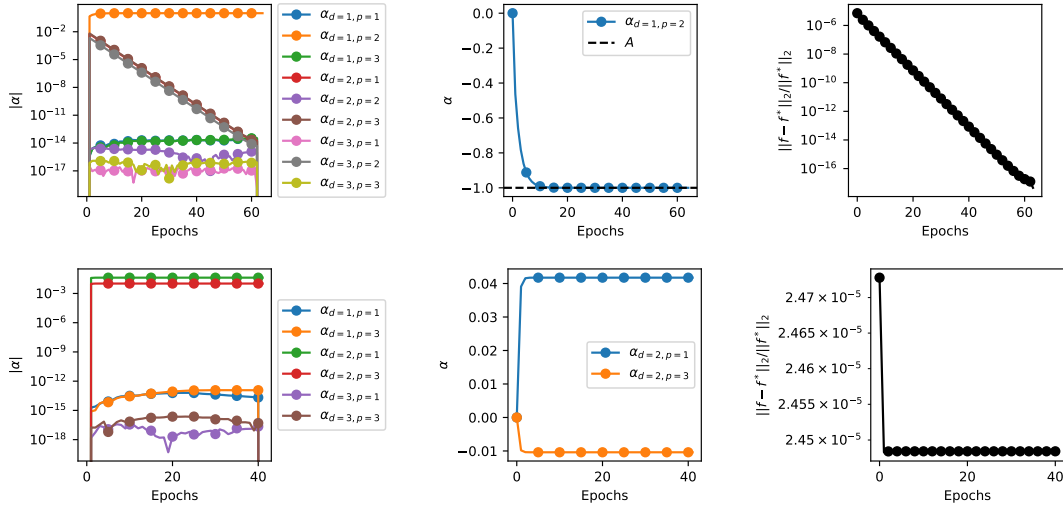 |α|
10⁻²
10⁻⁵
10⁻⁸
10⁻¹¹
10⁻¹⁴
10⁻¹⁷
0
20
40
60
Epochs
α_{d=1, p=1}
α_{d=1, p=2}
α_{d=1, p=3}
α_{d=2, p=1}
α_{d=2, p=2}
α_{d=2, p=3}
α_{d=3, p=1}
α_{d=3, p=2}
α_{d=3, p=3}
α
0.0
−0.2
−0.4
−0.6
−0.8
−1.0
0
20
40
60
Epochs
α_{d=1, p=2}
A
||f − f*||₂/||f*||₂
10⁻⁶
10⁻⁸
10⁻¹⁰
10⁻¹²
10⁻¹⁴
10⁻¹⁶
0
20
40
60
Epochs
|α|
10⁻³
10⁻⁶
10⁻⁹
10⁻¹²
10⁻¹⁵
10⁻¹⁸
0
20
40
Epochs
α_{d=1, p=1}
α_{d=1, p=3}
α_{d=2, p=1}
α_{d=2, p=3}
α_{d=3, p=1}
α_{d=3, p=3}
α
0.04
0.03
0.02
0.01
0.00
−0.01
0
20
40
Epochs
α_{d=2, p=1}
α_{d=2, p=3}
||f − f*||₂/||f*||₂
2.47 × 10⁻⁵
2.465 × 10⁻⁵
2.46 × 10⁻⁵
2.455 × 10⁻⁵
2.45 × 10⁻⁵
0
10
20
30
40
Epochs